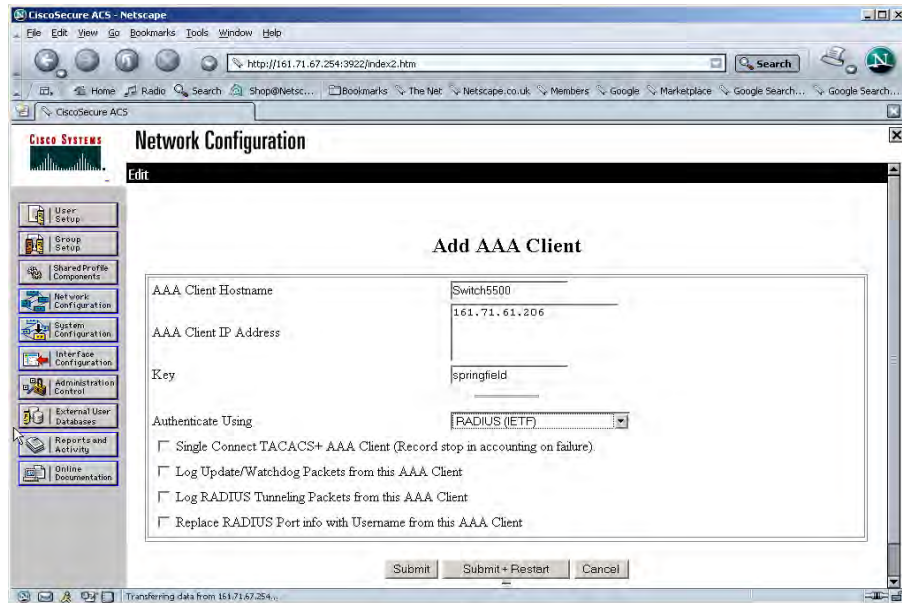 CiscoSecure ACS - Netscape
File Edit View Go Bookmarks Tools Window Help
http://161.71.67.254:3922/index2.htm
Search
N
Home Radio Search Shop@Netsc... Bookmarks The Net Netscape.co.uk Members Google Marketplace Google Search... Google Search...
CiscoSecure ACS
CISCO SYSTEMS
Network Configuration
Edit
User Setup
Group Setup
Shared Profile Components
Network Configuration
System Configuration
Interface Configuration
Administration Control
External User Databases
Reports and Activity
Online Documentation
Add AAA Client
AAA Client Hostname
Switch5500
AAA Client IP Address
161.71.61.206
Key
springfield
Authenticate Using
RADIUS (IETF)
Single Connect TACACS+ AAA Client (Record stop in accounting on failure).
Log Update/Watchdog Packets from this AAA Client
Log RADIUS Tunneling Packets from this AAA Client
Replace RADIUS Port info with Username from this AAA Client
Submit Submit + Restart Cancel
Transferring data from 161.71.67.254...